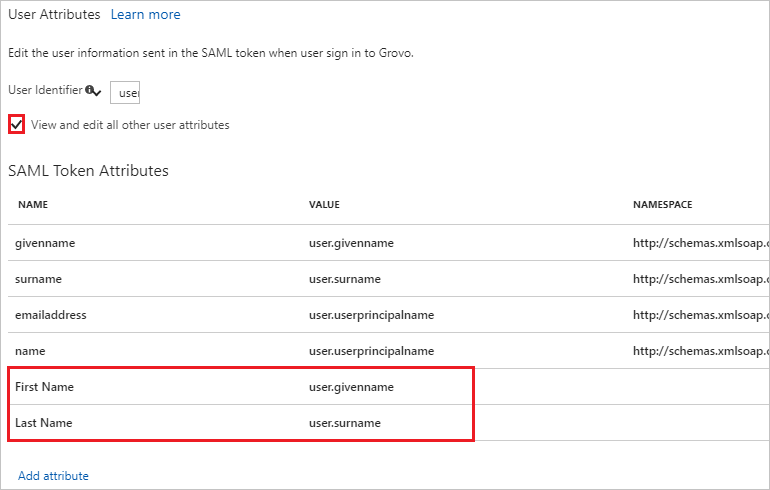 User Attributes Learn more
Edit the user information sent in the SAML token when user sign in to Grovo.
User Identifier user
View and edit all other user attributes
SAML Token Attributes
NAME VALUE NAMESPACE
givenname user.givenname http://schemas.xmlsoap.o
surname user.surname http://schemas.xmlsoap.o
emailaddress user.userprincipalname http://schemas.xmlsoap.o
name user.userprincipalname http://schemas.xmlsoap.o
First Name user.givenname
Last Name user.surname
Add attribute